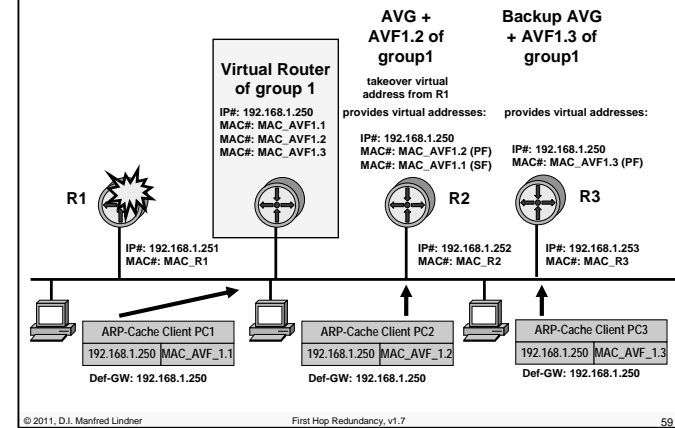 AVG +
AVF1.2 of
group1
takeover virtual
address from R1
provides virtual addresses:
IP#: 192.168.1.250
MAC#: MAC_AVF1.2 (PF)
MAC#: MAC_AVF1.1 (SF)
Backup AVG
+ AVF1.3 of
group1
provides virtual addresses:
IP#: 192.168.1.250
MAC#: MAC_AVF1.3 (PF)
Virtual Router
of group 1
IP#: 192.168.1.250
MAC#: MAC_AVF1.1
MAC#: MAC_AVF1.2
MAC#: MAC_AVF1.3
R1
R2
R3
IP#: 192.168.1.251
MAC#: MAC_R1
IP#: 192.168.1.252
MAC#: MAC_R2
IP#: 192.168.1.253
MAC#: MAC_R3
ARP-Cache Client PC1
192.168.1.250 MAC_AVF_1.1
Def-GW: 192.168.1.250
ARP-Cache Client PC2
192.168.1.250 MAC_AVF_1.2
Def-GW: 192.168.1.250
ARP-Cache Client PC3
192.168.1.250 MAC_AVF_1.3
Def-GW: 192.168.1.250
© 2011, D.I. Manfred Lindner
First Hop Redundancy, v1.7
59